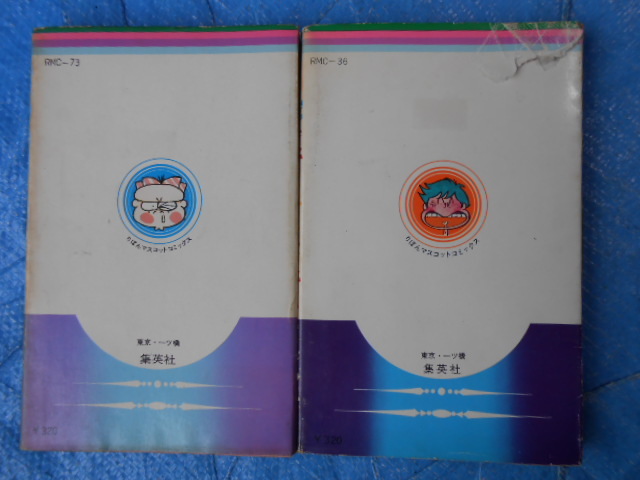 RMC-73
りぼんマスコットコミックス
東京・一ツ橋
集英社
¥320
RMC-36
りぼんマスコットコミックス
東京・一ツ橋
集英社
¥320